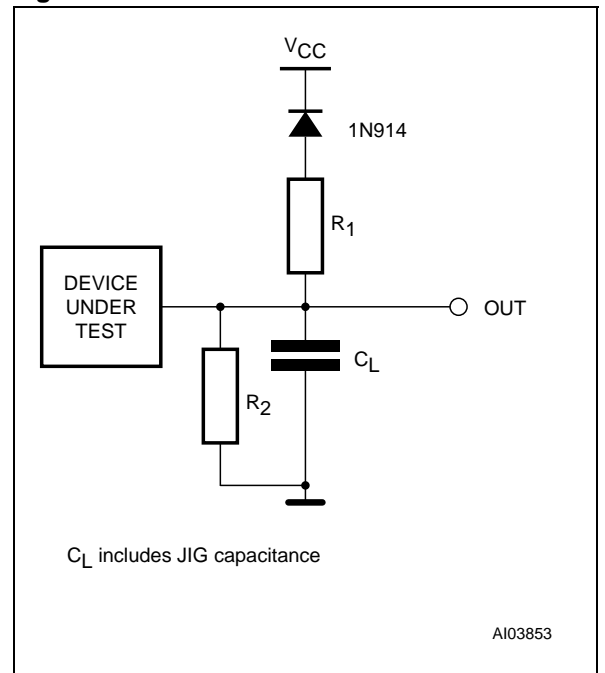 VCC
1N914
R1
DEVICE
UNDER
TEST
OUT
CL
R2
CL includes JIG capacitance
AI03853